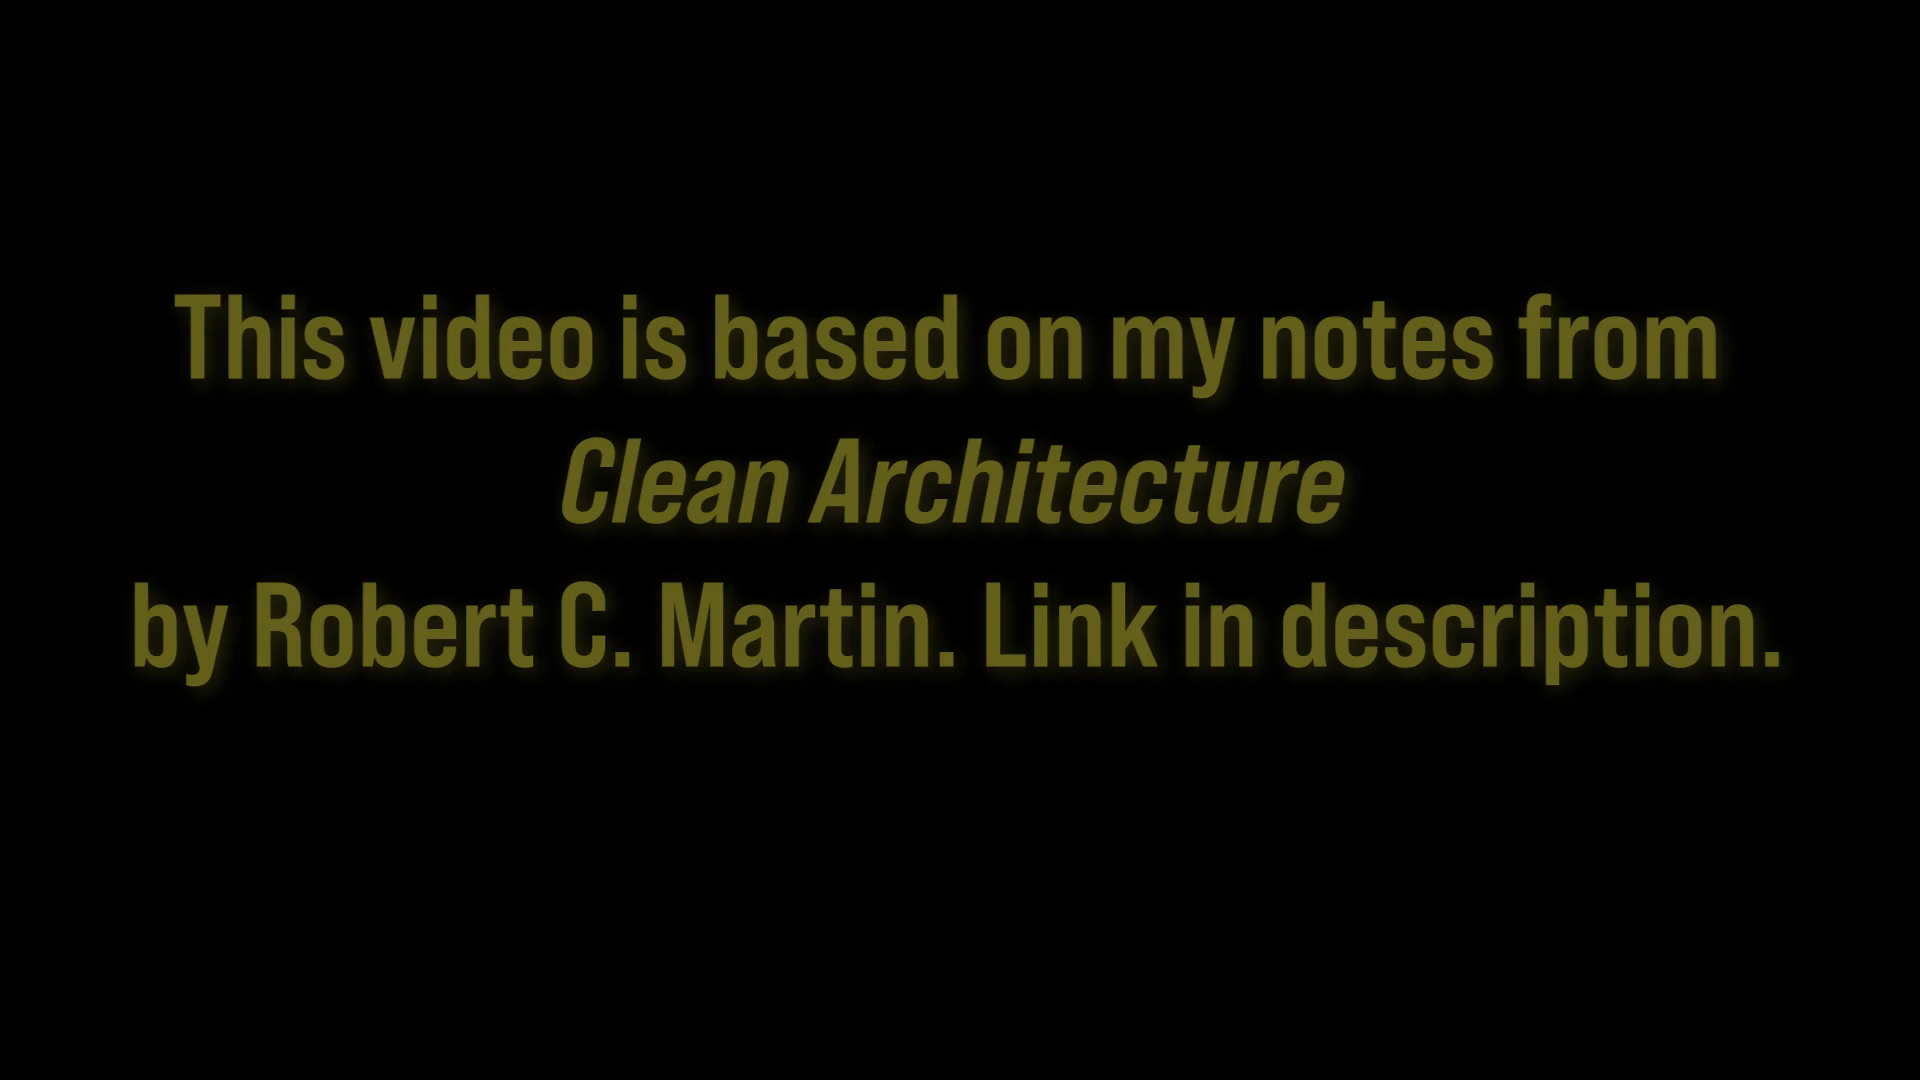 This video is based on my notes from
Clean Architecture
by Robert C. Martin. Link in description.